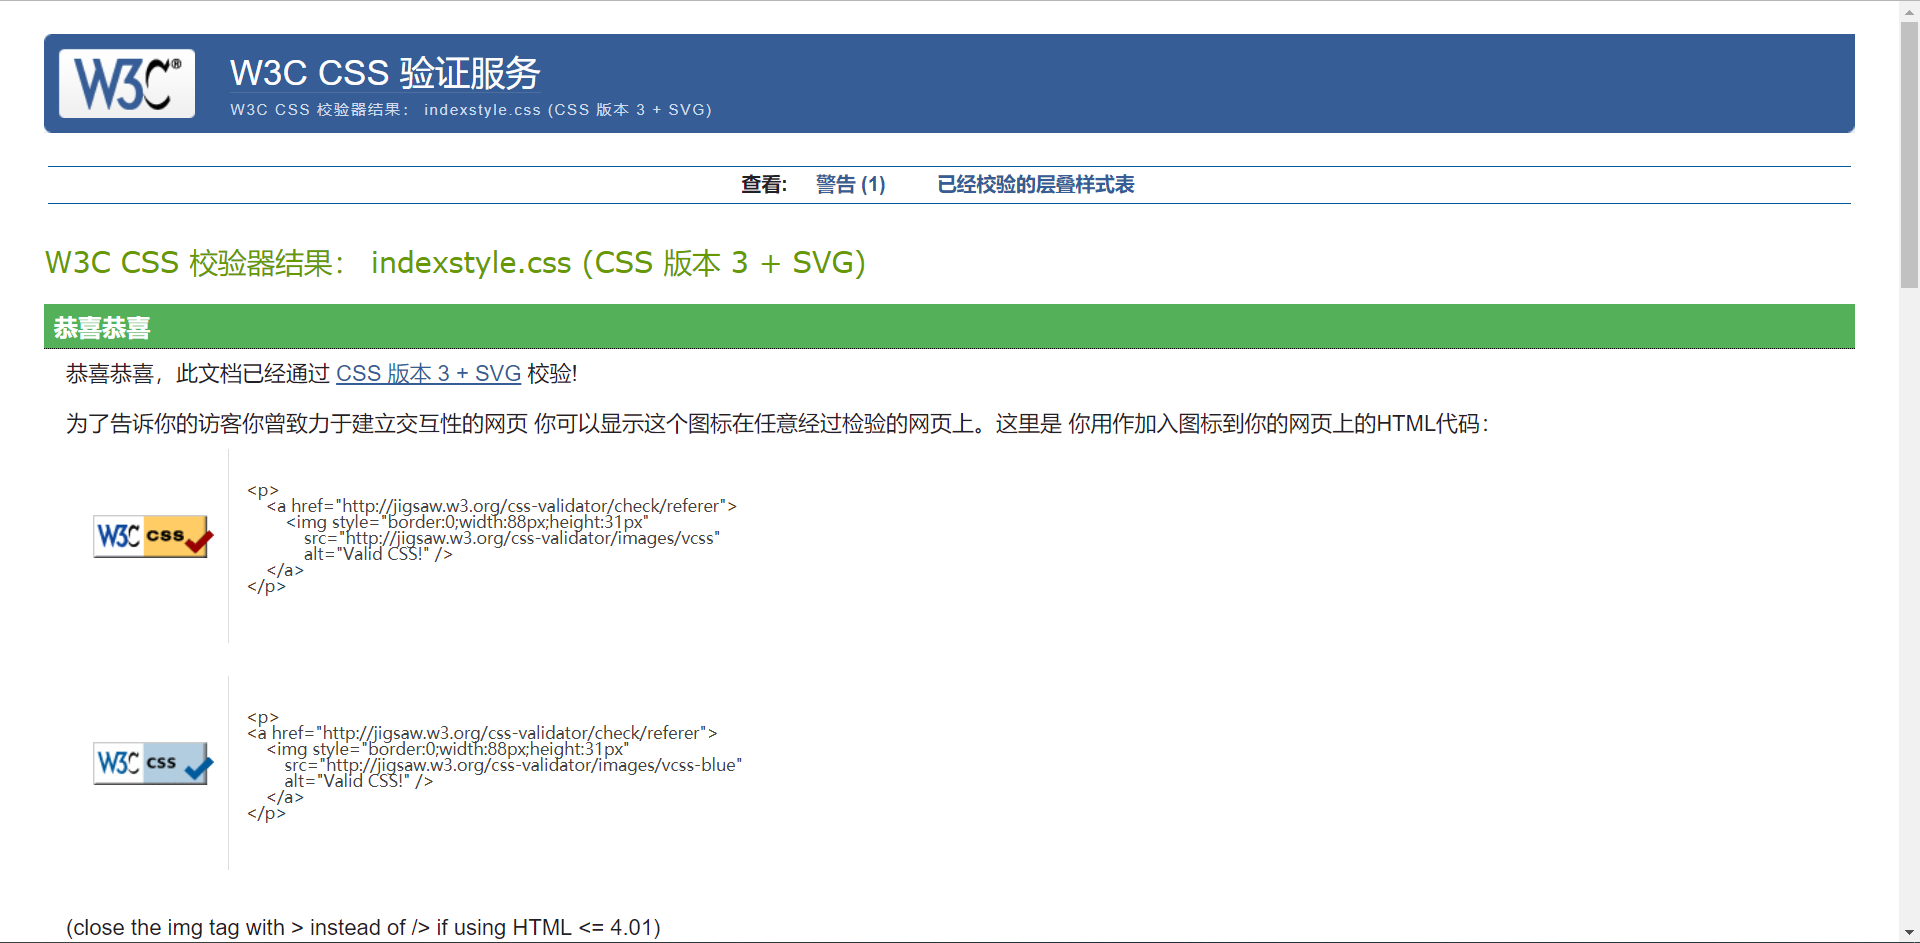 W3C®
W3C CSS 验证服务
W3C CSS 校验器结果： indexstyle.css (CSS 版本 3 + SVG)
查看: 警告 (1) 已经校验的层叠样式表
W3C CSS 校验器结果： indexstyle.css (CSS 版本 3 + SVG)
恭喜恭喜
恭喜恭喜，此文档已经通过 CSS 版本 3 + SVG 校验!
为了告诉你的访客你曾致力于建立交互性的网页 你可以显示这个图标在任意经过检验的网页上。这里是 你用作加入图标到你的网页上的HTML代码：
W3C css
<p>
<a href="http://jigsaw.w3.org/css-validator/check/referer">
<img style="border:0;width:88px;height:31px"
src="http://jigsaw.w3.org/css-validator/images/vcss"
alt="Valid CSS!" />
</a>
</p>
W3C css
<p>
<a href="http://jigsaw.w3.org/css-validator/check/referer">
<img style="border:0;width:88px;height:31px"
src="http://jigsaw.w3.org/css-validator/images/vcss-blue"
alt="Valid CSS!" />
</a>
</p>
(close the img tag with > instead of /> if using HTML <= 4.01)